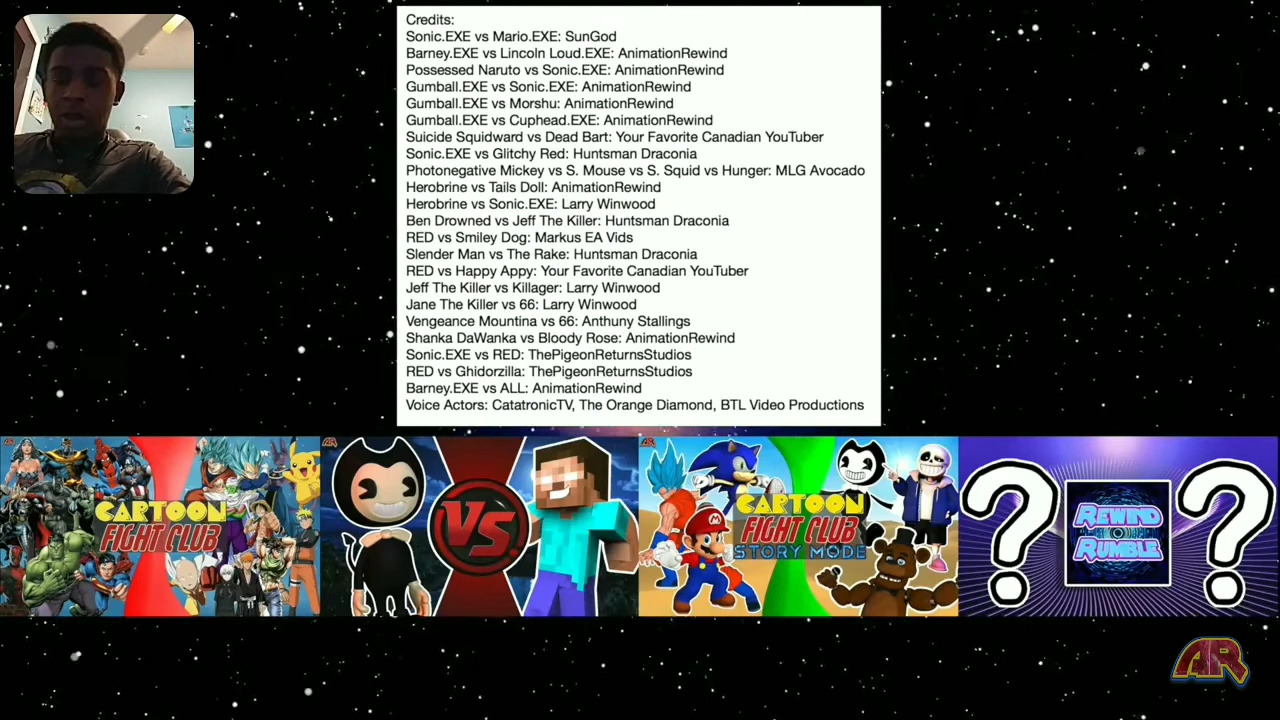 Credits:
Sonic.EXE vs Mario.EXE: SunGod
Barney.EXE vs Lincoln Loud.EXE: AnimationRewind
Possessed Naruto vs Sonic.EXE: AnimationRewind
Gumball.EXE vs Sonic.EXE: AnimationRewind
Gumball.EXE vs Morshu: AnimationRewind
Gumball.EXE vs Cuphead.EXE: AnimationRewind
Suicide Squidward vs Dead Bart: Your Favorite Canadian YouTuber
Sonic.EXE vs Glitchy Red: Huntsman Draconia
Photonegative Mickey vs S. Mouse vs S. Squid vs Hunger: MLG Avocado
Herobrine vs Tails Doll: AnimationRewind
Herobrine vs Sonic.EXE: Larry Winwood
Ben Drowned vs Jeff The Killer: Huntsman Draconia
RED vs Smiley Dog: Markus EA Vids
Slender Man vs The Rake: Huntsman Draconia
RED vs Happy Appy: Your Favorite Canadian YouTuber
Jeff The Killer vs Killager: Larry Winwood
Jane The Killer vs 66: Larry Winwood
Vengeance Mountina vs 66: Anthuny Stallings
Shanka DaWanka vs Bloody Rose: AnimationRewind
Sonic.EXE vs RED: ThePigeonReturnsStudios
RED vs Ghidorzilla: ThePigeonReturnsStudios
Barney.EXE vs ALL: AnimationRewind
Voice Actors: CatatronicTV, The Orange Diamond, BTL Video Productions
CARTOON
FIGHT CLUB
VS
CARTOON
FIGHT CLUB
STORY MODE
? REWIND ?
RUMBLE
AR